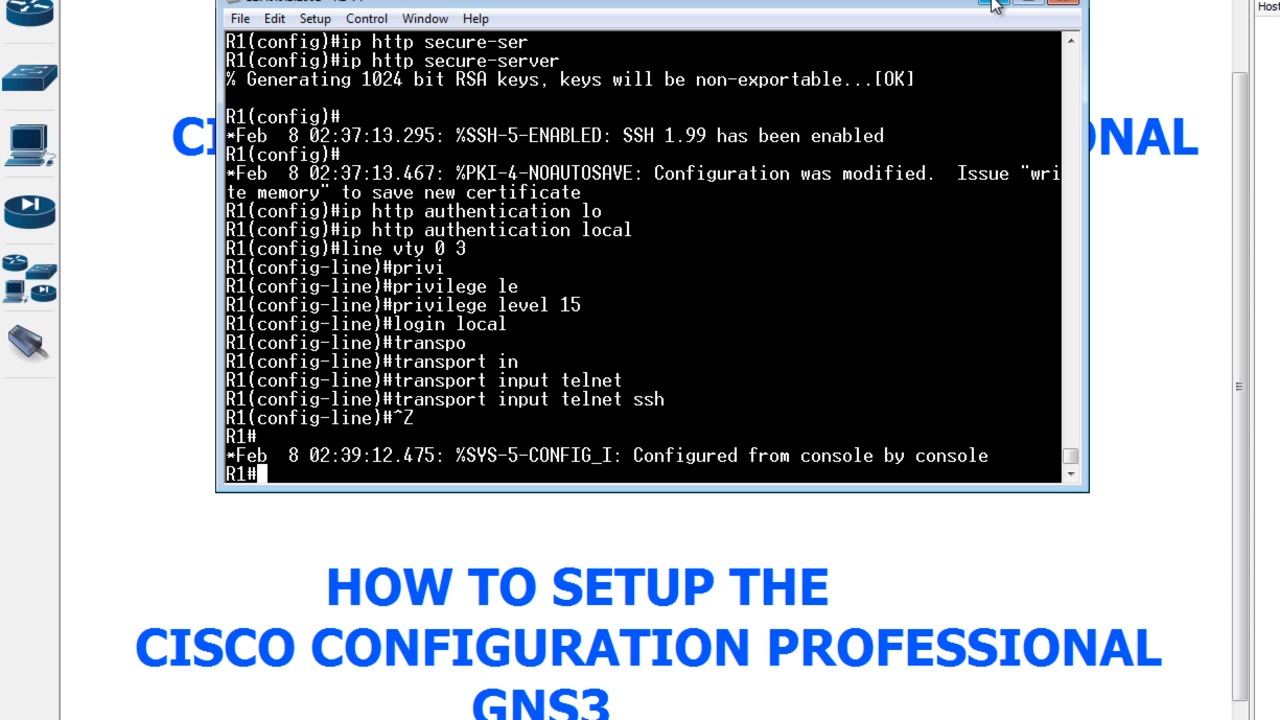 Host
File Edit Setup Control Window Help
R1(config)#ip http secure-ser
R1(config)#ip http secure-server
% Generating 1024 bit RSA keys, keys will be non-exportable...[OK]
R1(config)#
*Feb  8 02:37:13.295: %SSH-5-ENABLED: SSH 1.99 has been enabled
R1(config)#
*Feb  8 02:37:13.467: %PKI-4-NOAUTOSAVE: Configuration was modified.  Issue "wri
te memory" to save new certificate
R1(config)#ip http authentication lo
R1(config)#ip http authentication local
R1(config)#line vty 0 3
R1(config-line)#privi
R1(config-line)#privilege le
R1(config-line)#privilege level 15
R1(config-line)#login local
R1(config-line)#transpo
R1(config-line)#transport in
R1(config-line)#transport input telnet
R1(config-line)#transport input telnet ssh
R1(config-line)#^Z
R1#
*Feb  8 02:39:12.475: %SYS-5-CONFIG_I: Configured from console by console
R1#
HOW TO SETUP THE
CISCO CONFIGURATION PROFESSIONAL
GNS3